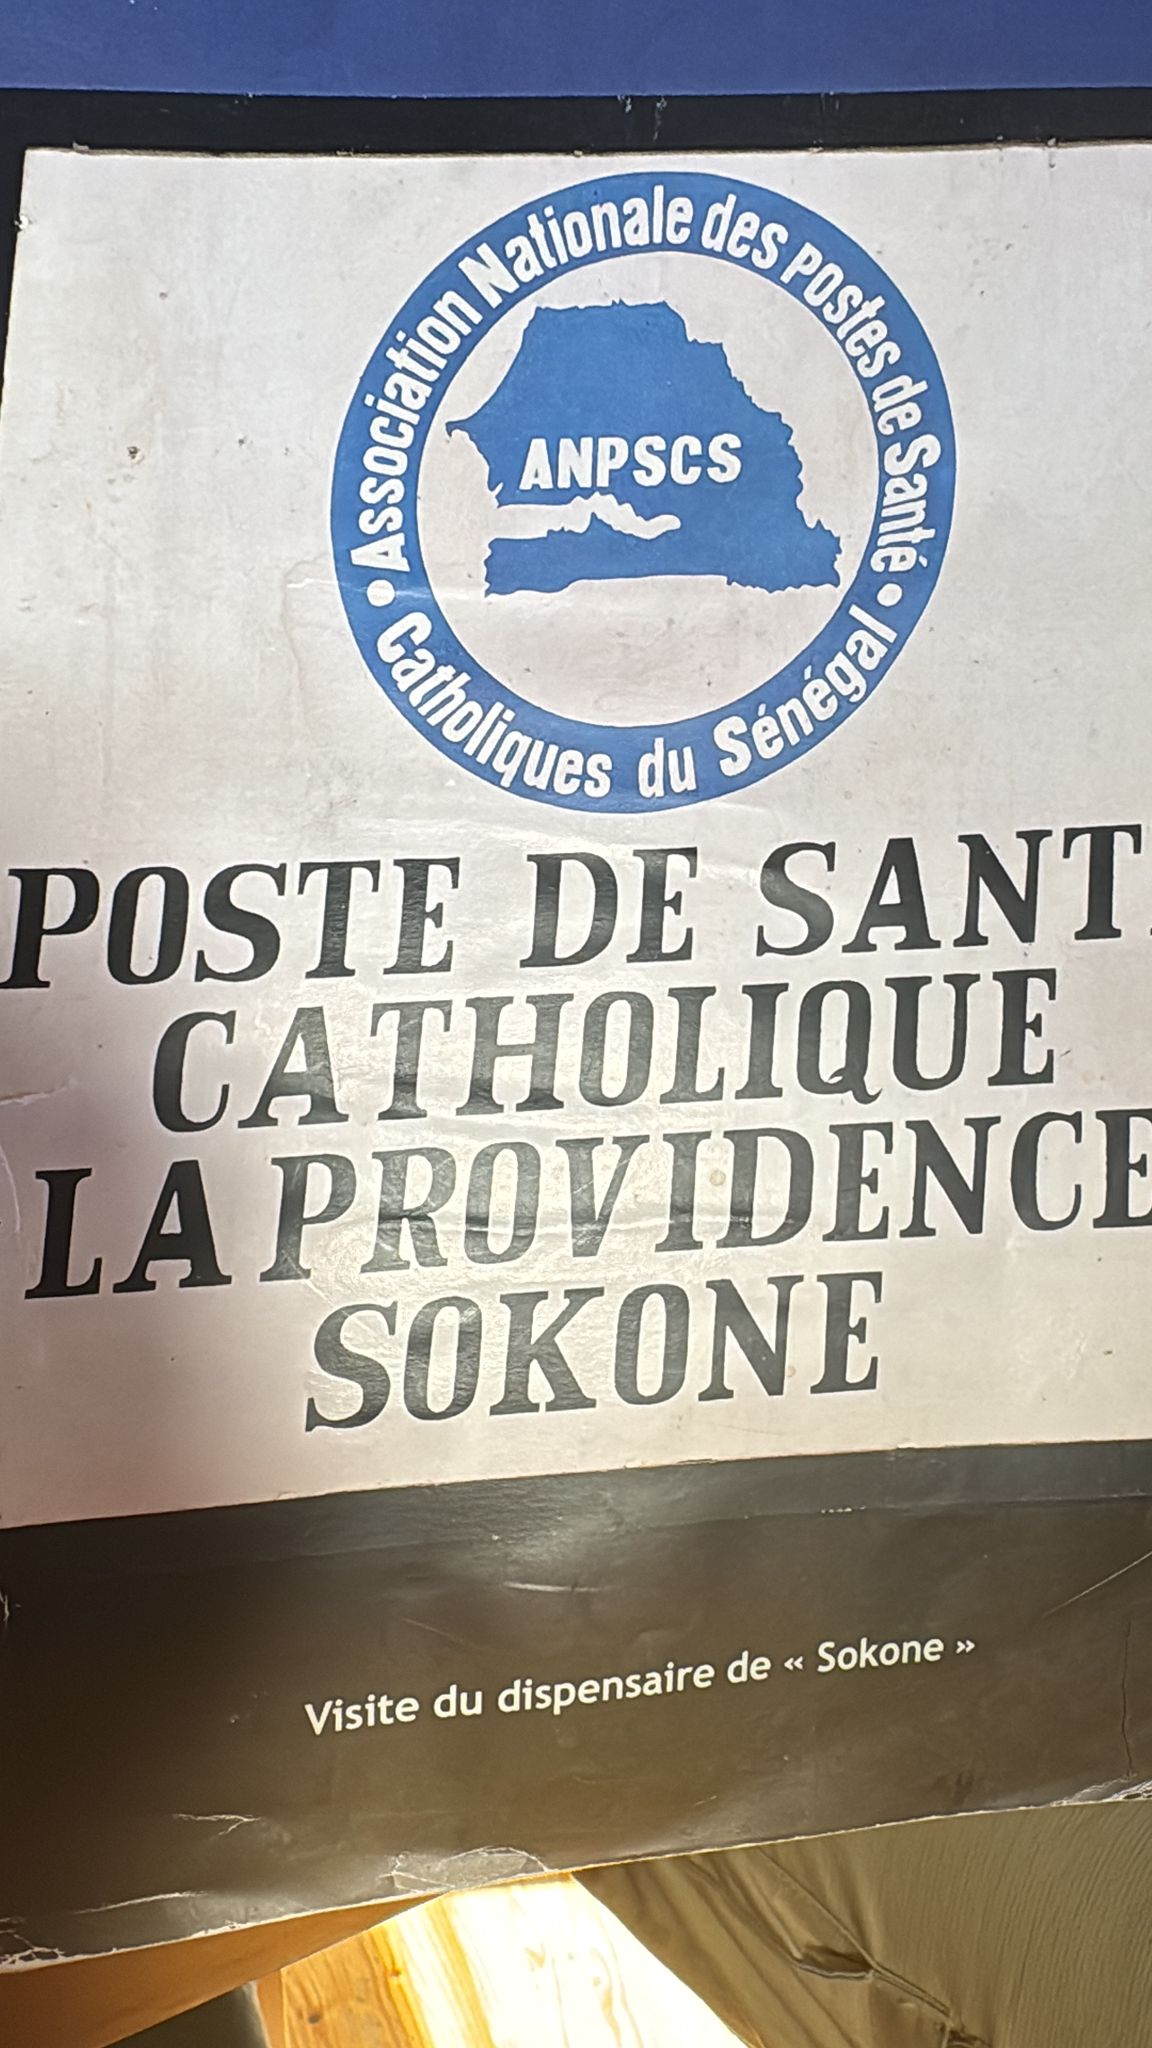 Association Nationale des Postes de Santé
ANPSCS
Catholiques du Sénégal
POSTE DE SANT
CATHOLIQUE
LA PROVIDENCE
SOKONE
Visite du dispensaire de « Sokone »